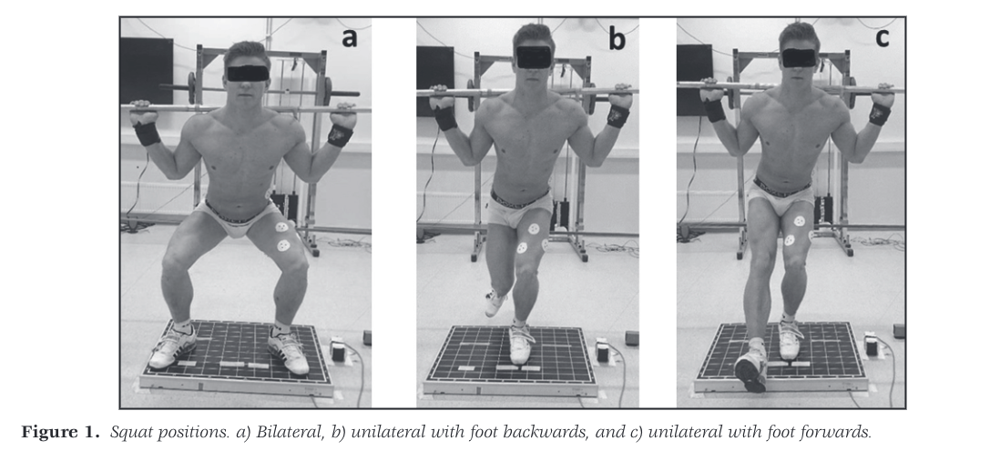 a
b
c
Figure 1. Squat positions. a) Bilateral, b) unilateral with foot backwards, and c) unilateral with foot forwards.